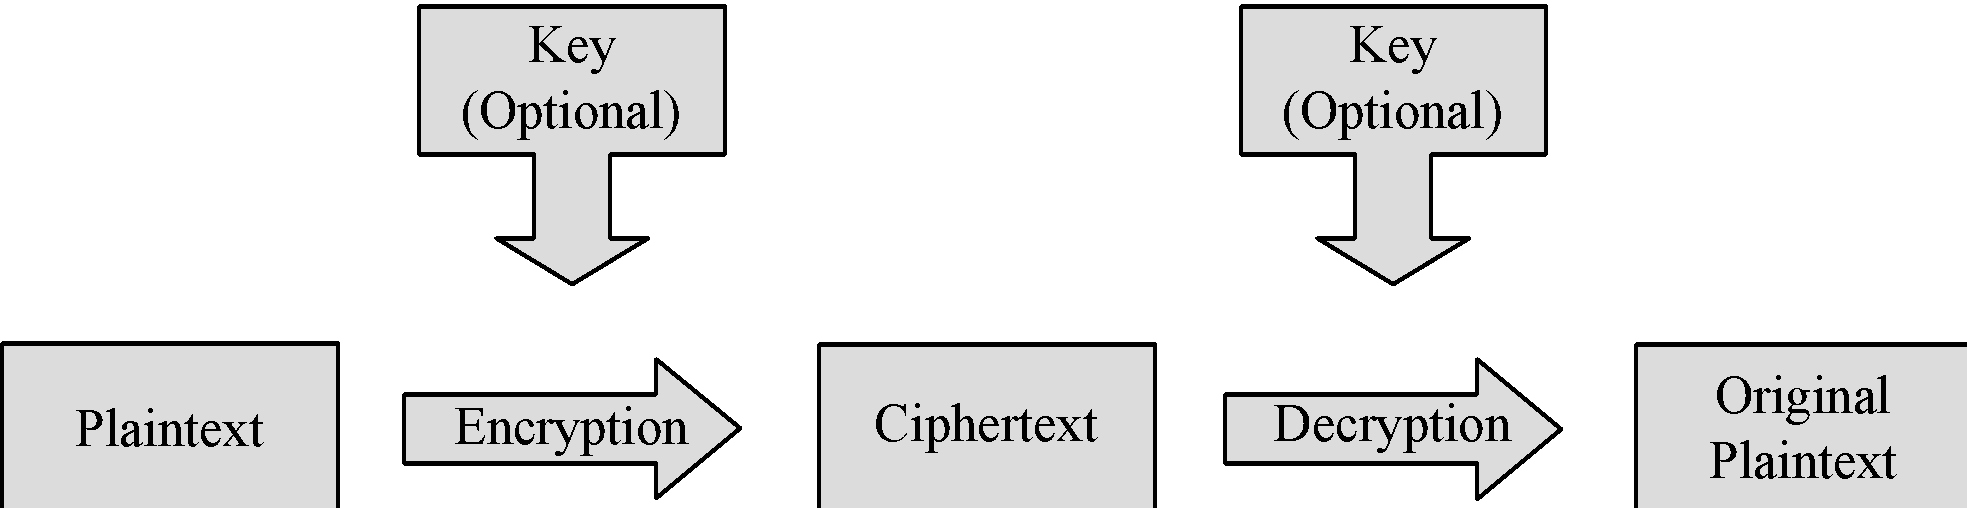 Key
(Optional)
Key
(Optional)
Plaintext
Encryption
Ciphertext
Decryption
Original
Plaintext